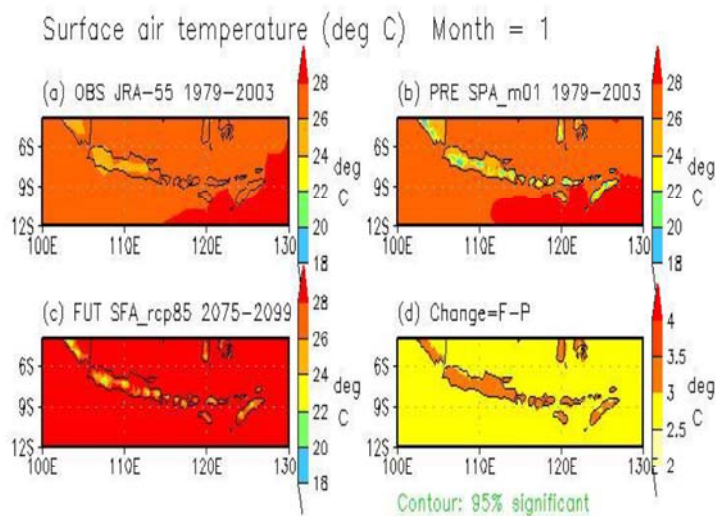 Surface air temperature (deg C) Month = 1
(a) OBS JRA-55 1979-2003
28
26
24
22
20
18
deg
C
6S
9S
12S
100E
110E
120E
130
(b) PRE SPA_m01 1979-2003
28
26
24
22
20
18
deg
C
6S
9S
12S
100E
110E
120E
130
(c) FUT SFA_rcp85 2075-2099
28
26
24
22
20
18
deg
C
6S
9S
12S
100E
110E
120E
130
(d) Change=F-P
4
3.5
3
2.5
2
deg
C
6S
9S
12S
100E
110E
120E
130
Contour: 95% significant